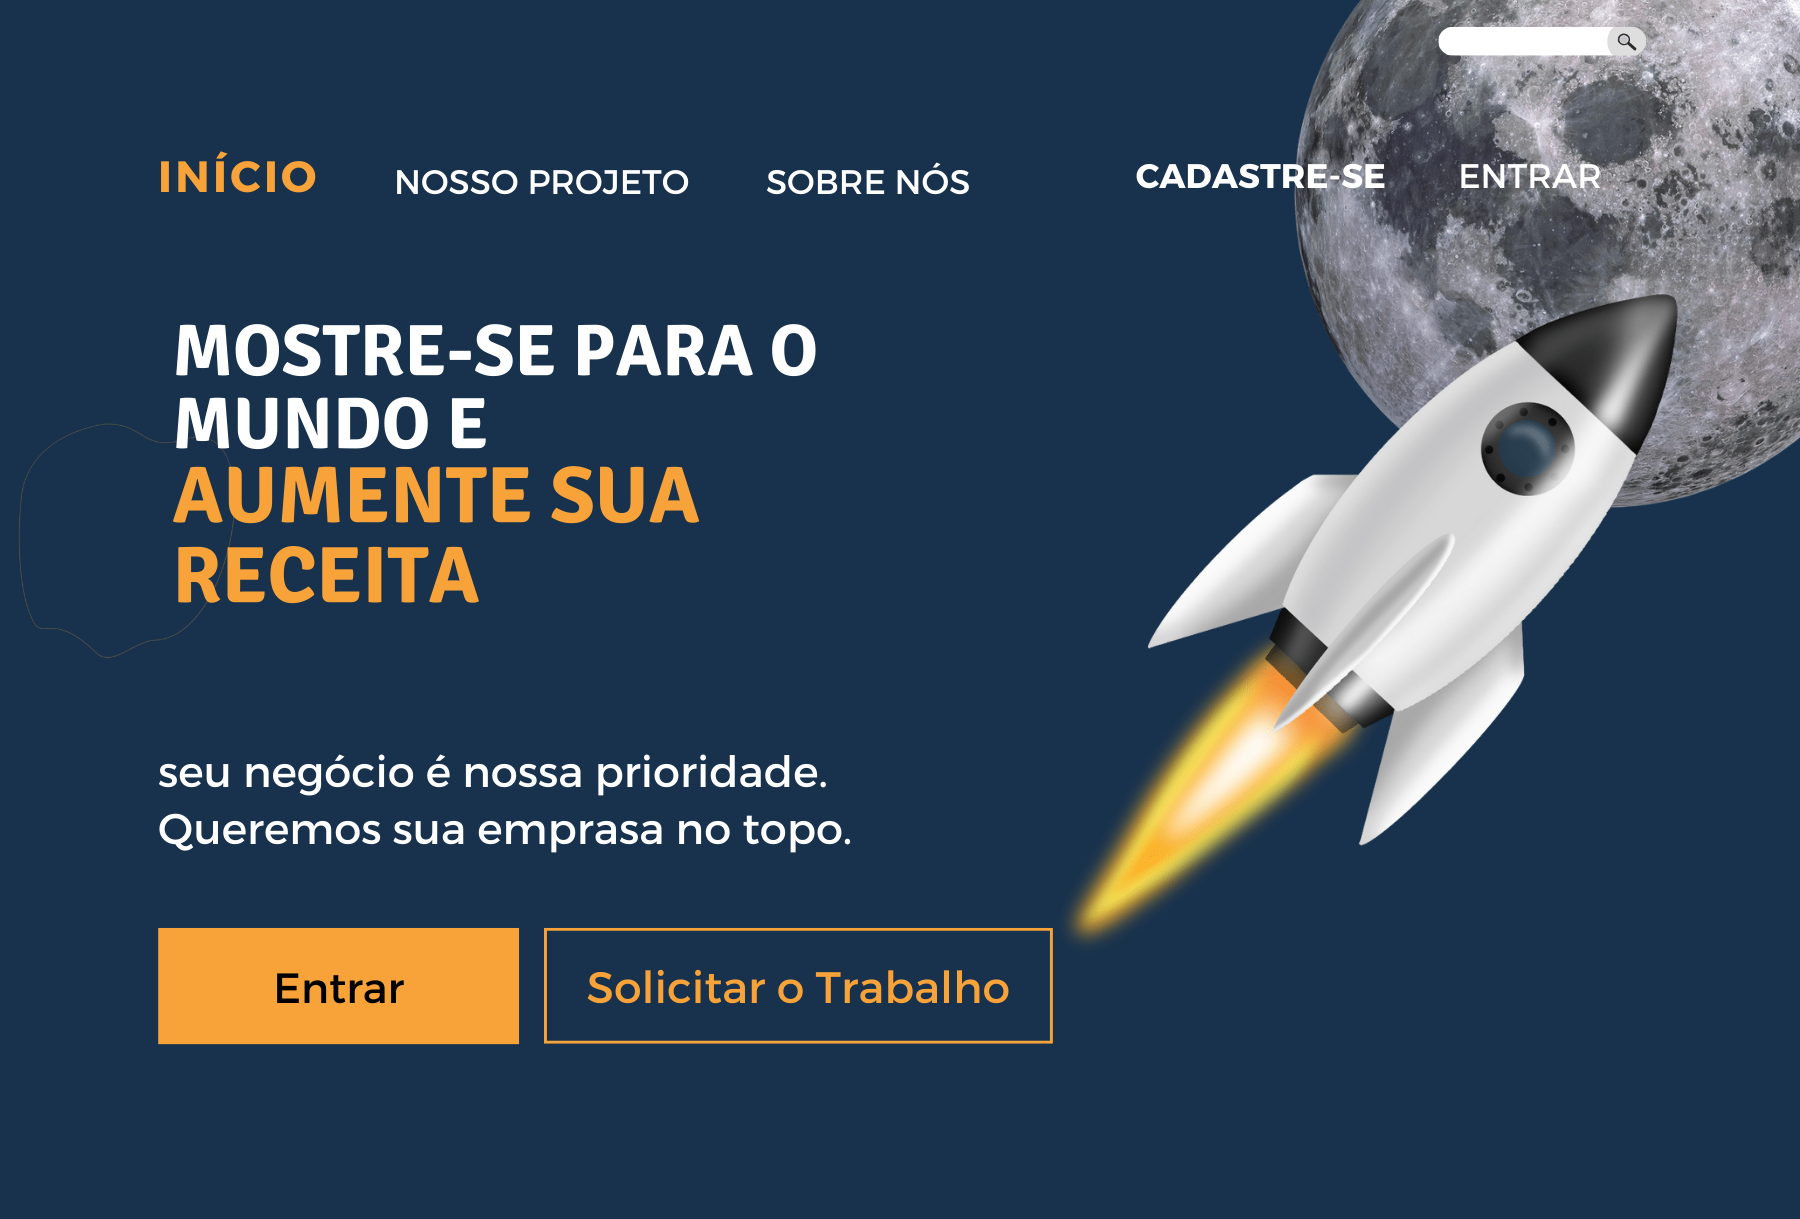 INÍCIO
NOSSO PROJETO
SOBRE NÓS
CADASTRE-SE
ENTRAR
MOSTRE-SE PARA O
MUNDO E
AUMENTE SUA
RECEITA
seu negócio é nossa prioridade.
Queremos sua emprasa no topo.
Entrar
Solicitar o Trabalho